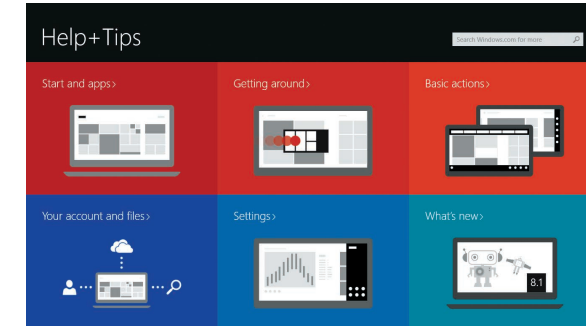 Help+Tips
Search Windows.com for more
Start and apps>
Getting around>
Basic actions>
Your account and files>
Settings>
What's new>
8.1